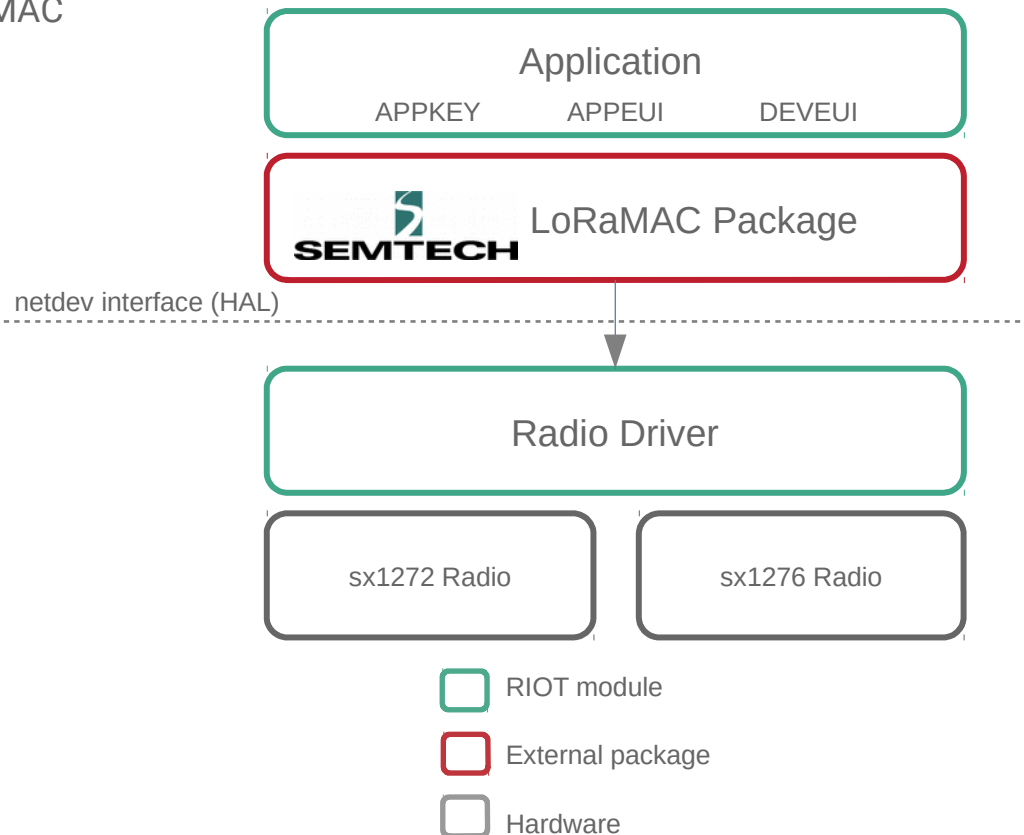 MAC
Application
APPKEY APPEUI DEVEUI
SEMTECH LoRaMAC Package
netdev interface (HAL)
Radio Driver
sx1272 Radio sx1276 Radio
RIOT module
External package
Hardware